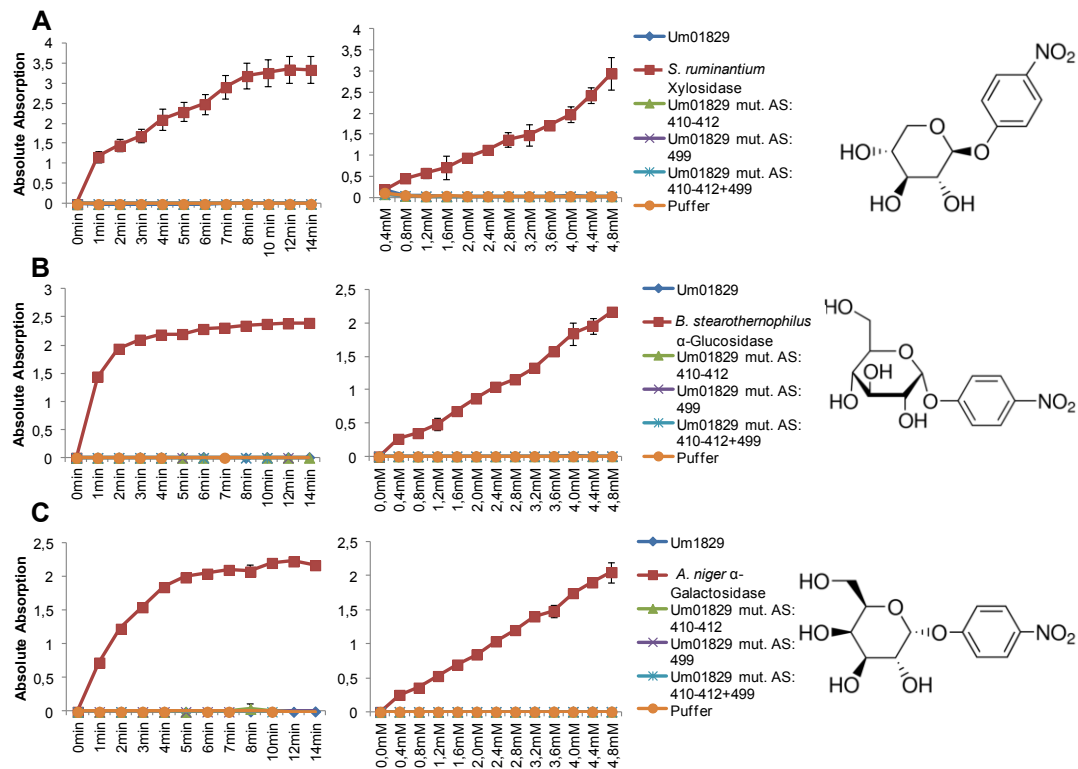 A
Absolute Absorption
4
3,5
3
2,5
2
1,5
1
0,5
0
0min
1min
2min
3min
4min
5min
6min
7min
8min
10 min
12min
14min
4
3,5
3
2,5
2
1,5
1
0,5
0
0,4mM
0,8mM
1,2mM
1,6mM
2,0mM
2,4mM
2,8mM
3,2mM
3,6mM
4,0mM
4,4mM
4,8mM
Um01829
S. ruminantium
Xylosidase
Um01829 mut. AS:
410-412
Um01829 mut. AS:
499
Um01829 mut. AS:
410-412+499
Puffer
NO2
O
O
HO
HO
OH
B
Absolute Absorption
3
2,5
2
1,5
1
0,5
0
0min
1min
2min
3min
4min
5min
6min
7min
8min
10min
12min
14min
2,5
2
1,5
1
0,5
0
0,0mM
0,4mM
0,8mM
1,2mM
1,6mM
2,0mM
2,4mM
2,8mM
3,2mM
3,6mM
4,0mM
4,4mM
4,8mM
Um01829
B. stearothernophilus
α-Glucosidase
Um01829 mut. AS:
410-412
Um01829 mut. AS:
499
Um01829 mut. AS:
410-412+499
Puffer
HO
O
OH
HO
OH
O
NO2
C
Absolute Absorption
2,5
2
1,5
1
0,5
0
0min
1min
2min
3min
4min
5min
6min
7min
8min
10min
12min
14min
2,5
2
1,5
1
0,5
0
0,0mM
0,4mM
0,8mM
1,2mM
1,6mM
2,0mM
2,4mM
2,8mM
3,2mM
3,6mM
4,0mM
4,4mM
4,8mM
Um1829
A. niger α-
Galactosidase
Um01829 mut. AS:
410-412
Um01829 mut. AS:
499
Um01829 mut. AS:
410-412+499
Puffer
HO
O
HO
O
NO2
HO
OH